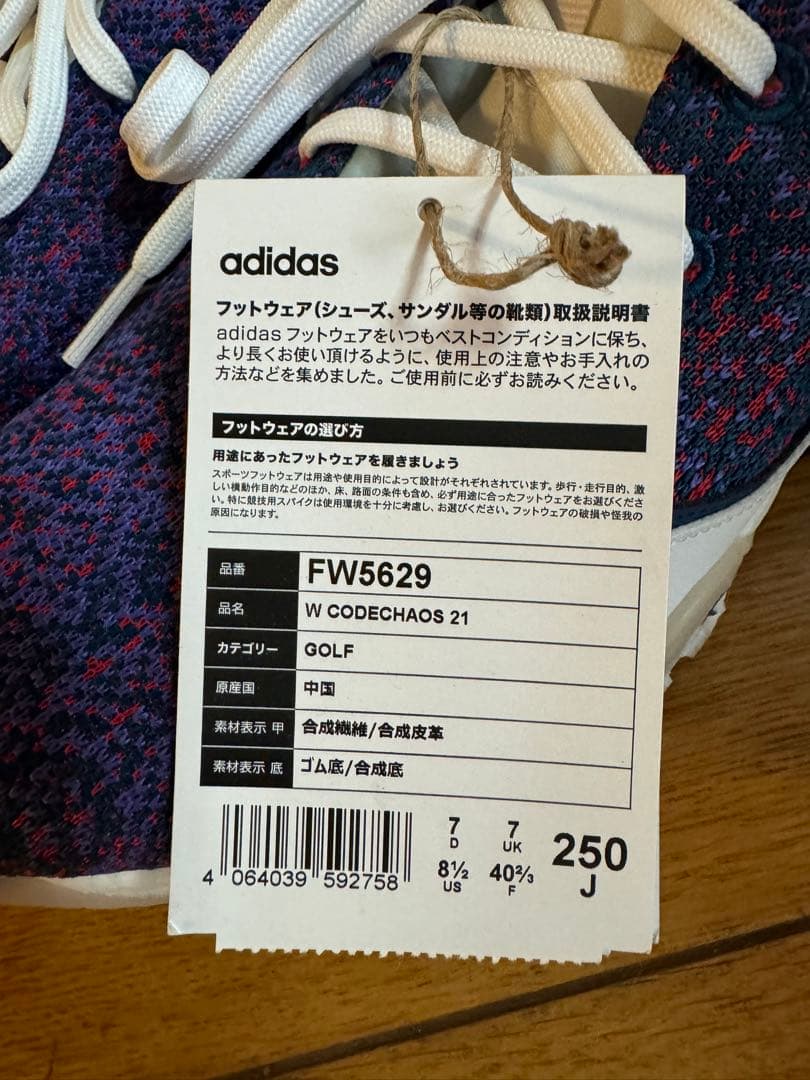 adidas
フットウェア(シューズ、サンダル等の靴類)取扱説明書
adidas フットウェアをいつもベストコンディションに保ち、
より長くお使い頂けるように、使用上の注意やお手入れの
方法などを集めました。ご使用前に必ずお読みください。
フットウェアの選び方
用途にあったフットウェアを履きましょう
スポーツフットウェアは用途や使用目的によって設計がそれぞれされています。歩行・走行目的、激
しい横動作目的などのほか、床、路面の条件も含め、必ず用途に合ったフットウェアをお選びくださ
い。特に競技用スパイクは使用環境を十分に考慮し、お選びください。フットウェアの破損や怪我の
原因になります。
品番 FW5629
品名 W CODECHAOS 21
カテゴリー GOLF
原産国 中国
素材表示 甲 合成繊維/合成皮革
素材表示 底 ゴム底/合成底
7 D 7 UK 250 J
8½ US 40⅔ F
4 064039 592758